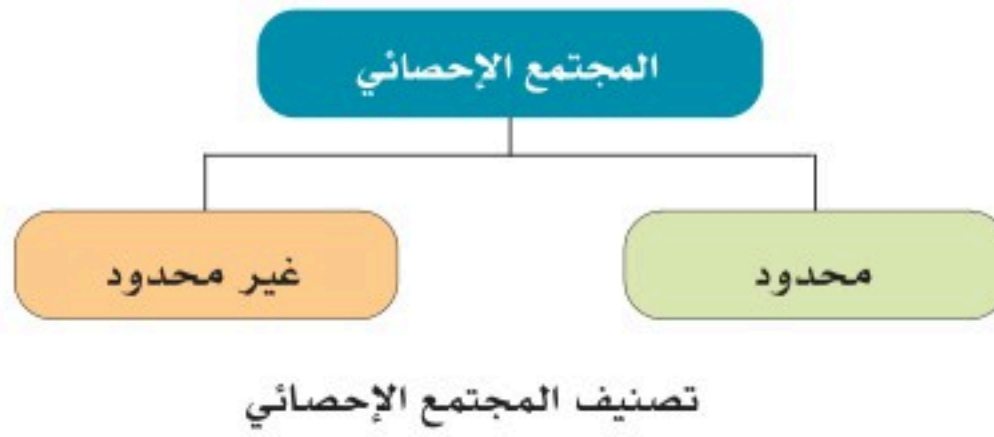 المجتمع الإحصائي
محدود
غير محدود
تصنيف المجتمع الإحصائي